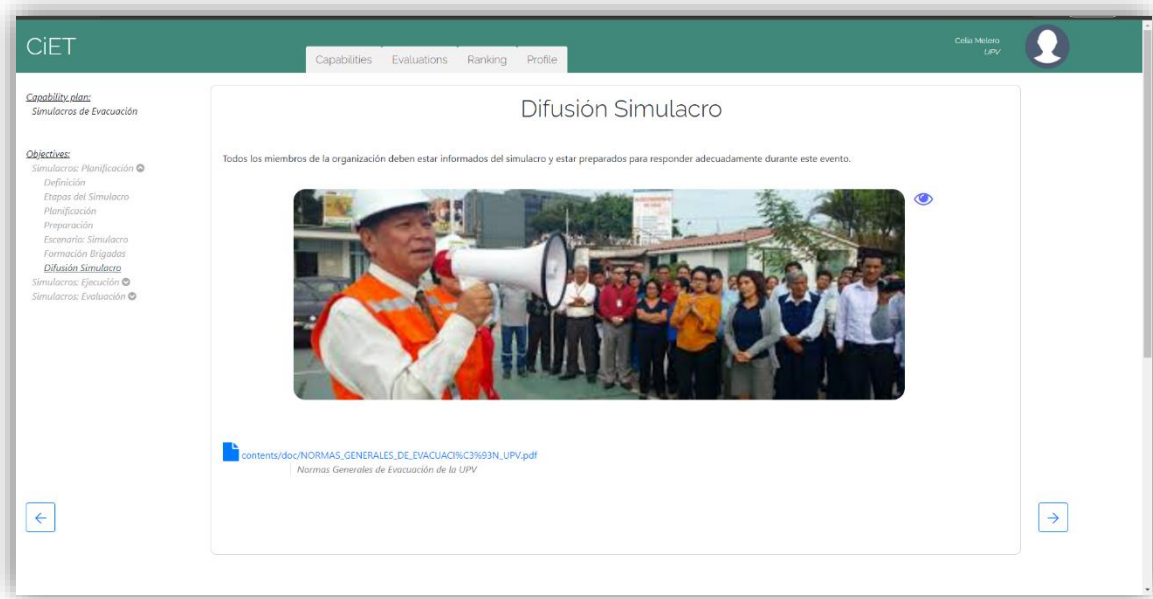 CiET
Capabilities Evaluations Ranking Profile
Celia Melero
UPV
Capability plan:
Simulacros de Evacuación
Objectives:
Simulacros: Planificación
Definición
Etapas del Simulacro
Planificación
Preparación
Escenario: Simulacro
Formación Brigadas
Difusión Simulacro
Simulacros: Ejecución
Simulacros: Evaluación
Difusión Simulacro
Todos los miembros de la organización deben estar informados del simulacro y estar preparados para responder adecuadamente durante este evento.
contents/doc/NORMAS_GENERALES_DE_EVACUACI%C3%93N_UPV.pdf
Normas Generales de Evacuación de la UPV